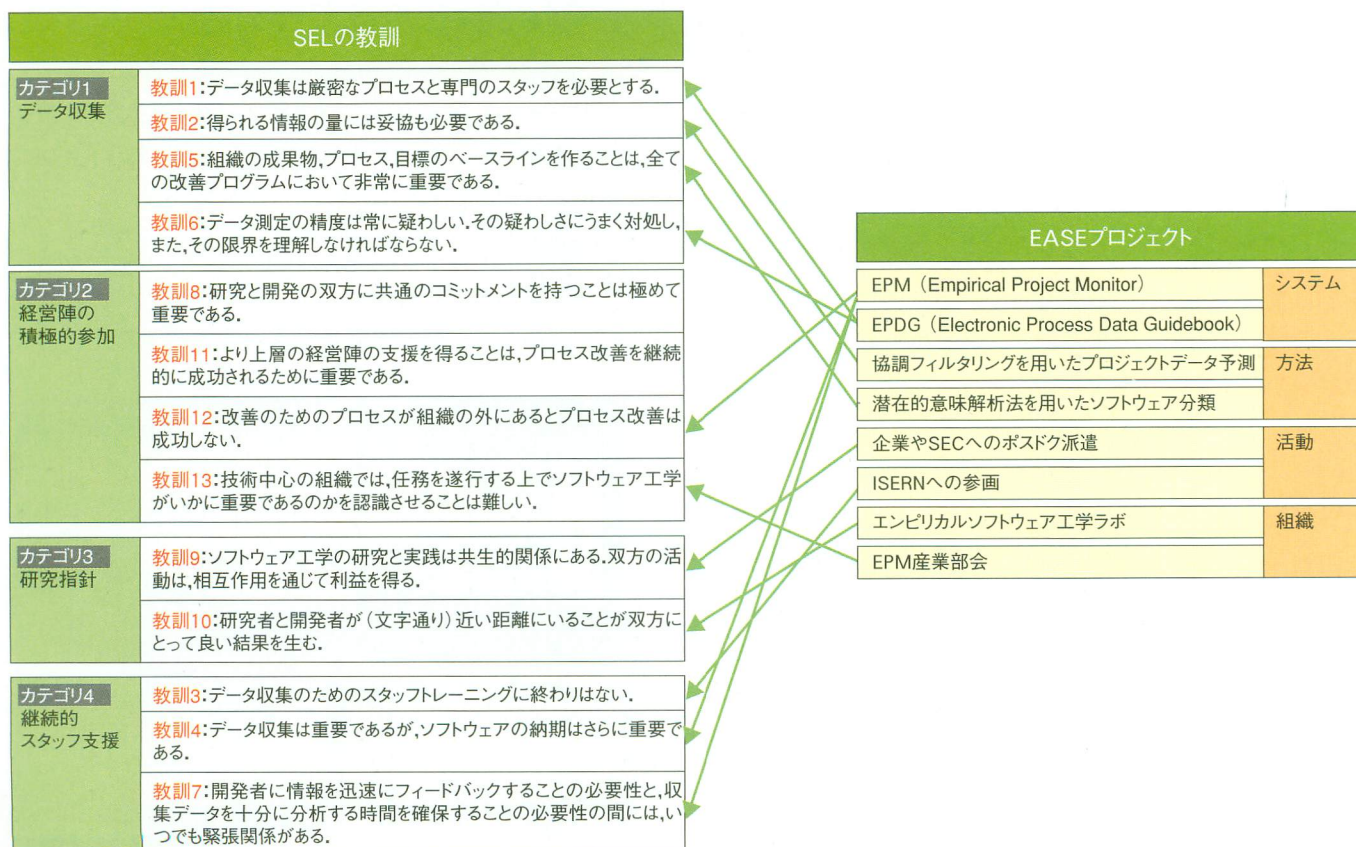 SELの教訓
カテゴリ1
データ収集
教訓1:データ収集は厳密なプロセスと専門のスタッフを必要とする.
教訓2:得られる情報の量には妥協も必要である.
教訓5:組織の成果物,プロセス,目標のベースラインを作ることは,全て
の改善プログラムにおいて非常に重要である.
教訓6:データ測定の精度は常に疑わしい.その疑わしさにうまく対処し,
また,その限界を理解しなければならない.
カテゴリ2
経営陣の
積極的参加
教訓8:研究と開発の双方に共通のコミットメントを持つことは極めて
重要である.
教訓11:より上層の経営陣の支援を得ることは,プロセス改善を継続
的に成功されるために重要である.
教訓12:改善のためのプロセスが組織の外にあるとプロセス改善は
成功しない.
教訓13:技術中心の組織では,任務を遂行する上でソフトウェア工学
がいかに重要であるのかを認識させることは難しい.
カテゴリ3
研究指針
教訓9:ソフトウェア工学の研究と実践は共生的関係にある.双方の活
動は,相互作用を通じて利益を得る.
教訓10:研究者と開発者が(文字通り)近い距離にいることが双方に
とって良い結果を生む.
カテゴリ4
継続的
スタッフ支援
教訓3:データ収集のためのスタッフトレーニングに終わりはない.
教訓4:データ収集は重要であるが,ソフトウェアの納期はさらに重要で
ある.
教訓7:開発者に情報を迅速にフィードバックすることの必要性と,収
集データを十分に分析する時間を確保することの必要性の間には,い
つでも緊張関係がある.
EASEプロジェクト
EPM(Empirical Project Monitor)
システム
EPDG(Electronic Process Data Guidebook)
協調フィルタリングを用いたプロジェクトデータ予測
方法
潜在的意味解析法を用いたソフトウェア分類
企業やSECへのポスドク派遣
活動
ISERNへの参画
エンピリカルソフトウェア工学ラボ
組織
EPM産業部会